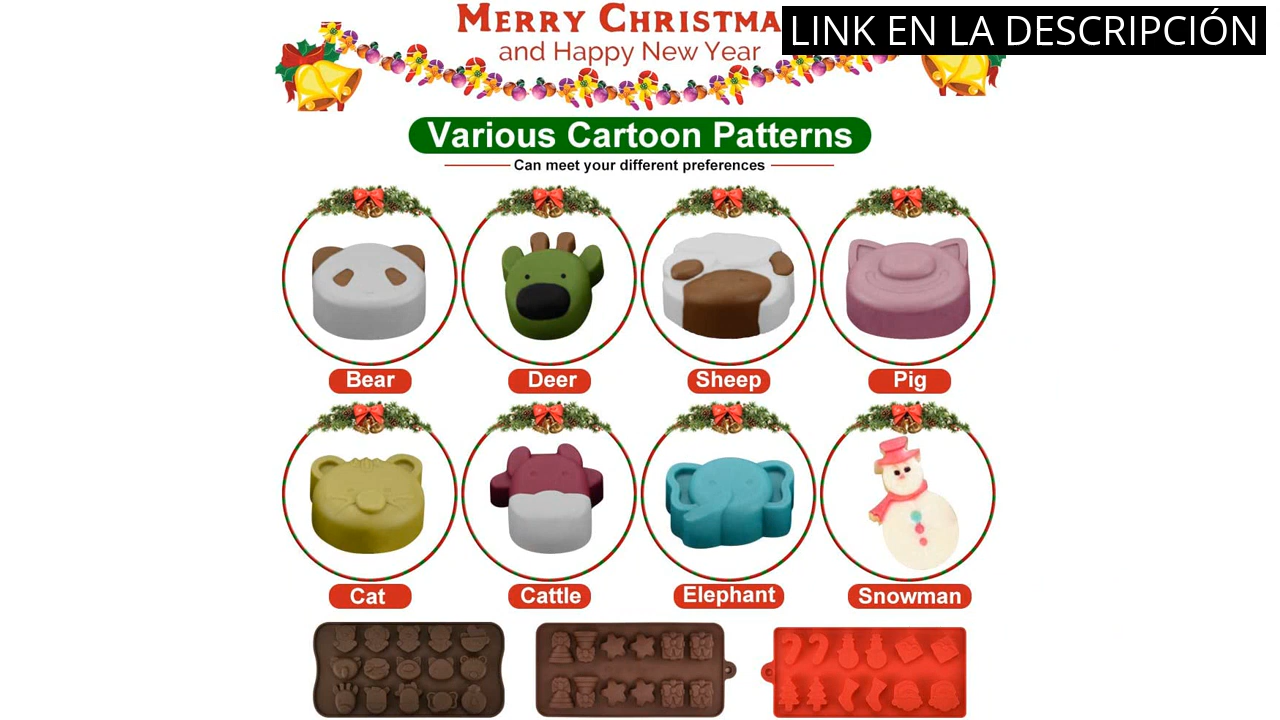 MERRY CHRISTMA
LINK EN LA DESCRIPCIÓN
and Happy New Year
Various Cartoon Patterns
Can meet your different preferences
Bear
Deer
Sheep
Pig
Cat
Cattle
Elephant
Snowman